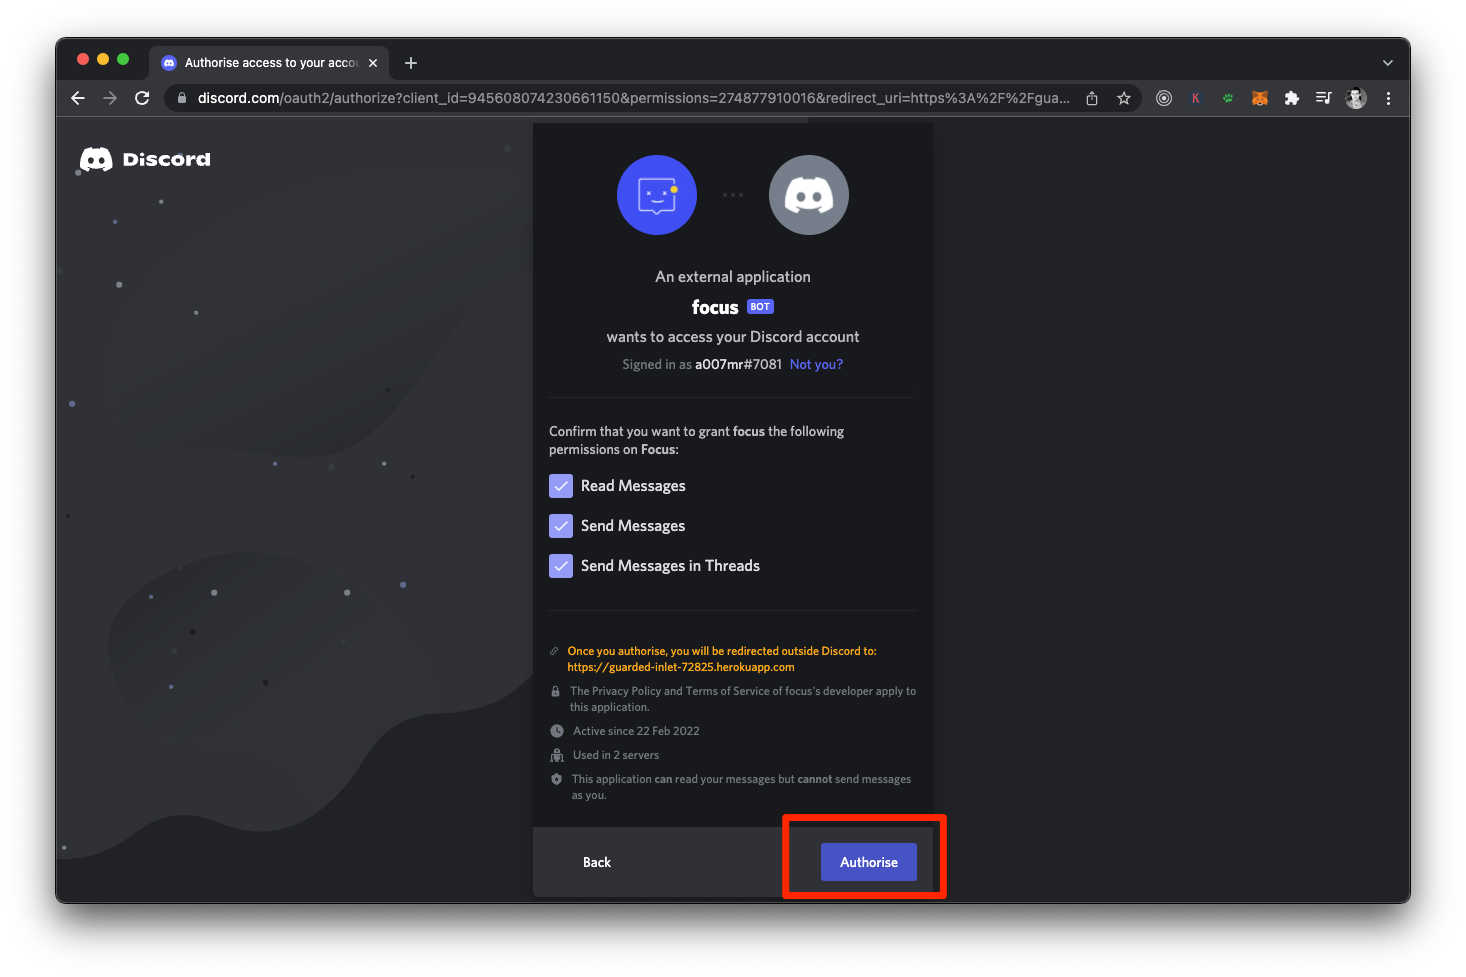 Authorise access to your acco
discord.com/oauth2/authorize?client_id=945608074230661150&permissions=274877910016&redirect_uri=https%3A%2F%2Fgua...
K
Discord
An external application
focus BOT
wants to access your Discord account
Signed in as a007mr#7081 Not you?
Confirm that you want to grant focus the following
permissions on Focus:
Read Messages
Send Messages
Send Messages in Threads
Once you authorise, you will be redirected outside Discord to:
https://guarded-inlet-72825.herokuapp.com
The Privacy Policy and Terms of Service of focus's developer apply to
this application.
Active since 22 Feb 2022
Used in 2 servers
This application can read your messages but cannot send messages
as you.
Back
Authorise